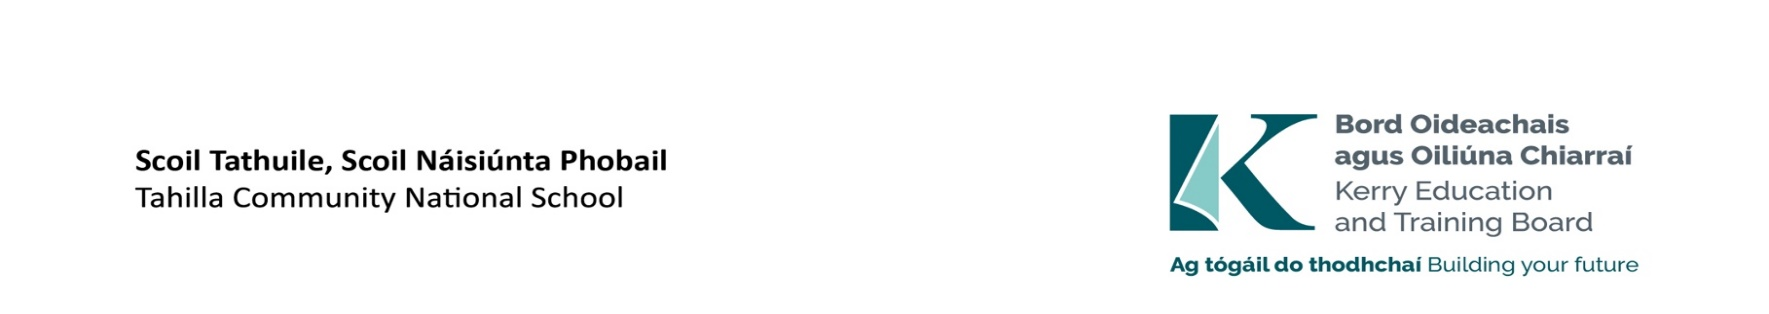 Scoil Tathuile, Scoil Náisiúnta Phobail
Tahilla Community National School
Bord Oideachais
agus Oiliúna Chiarraí
Kerry Education
and Training Board
Ag tógáil do thodhchaí Building your future